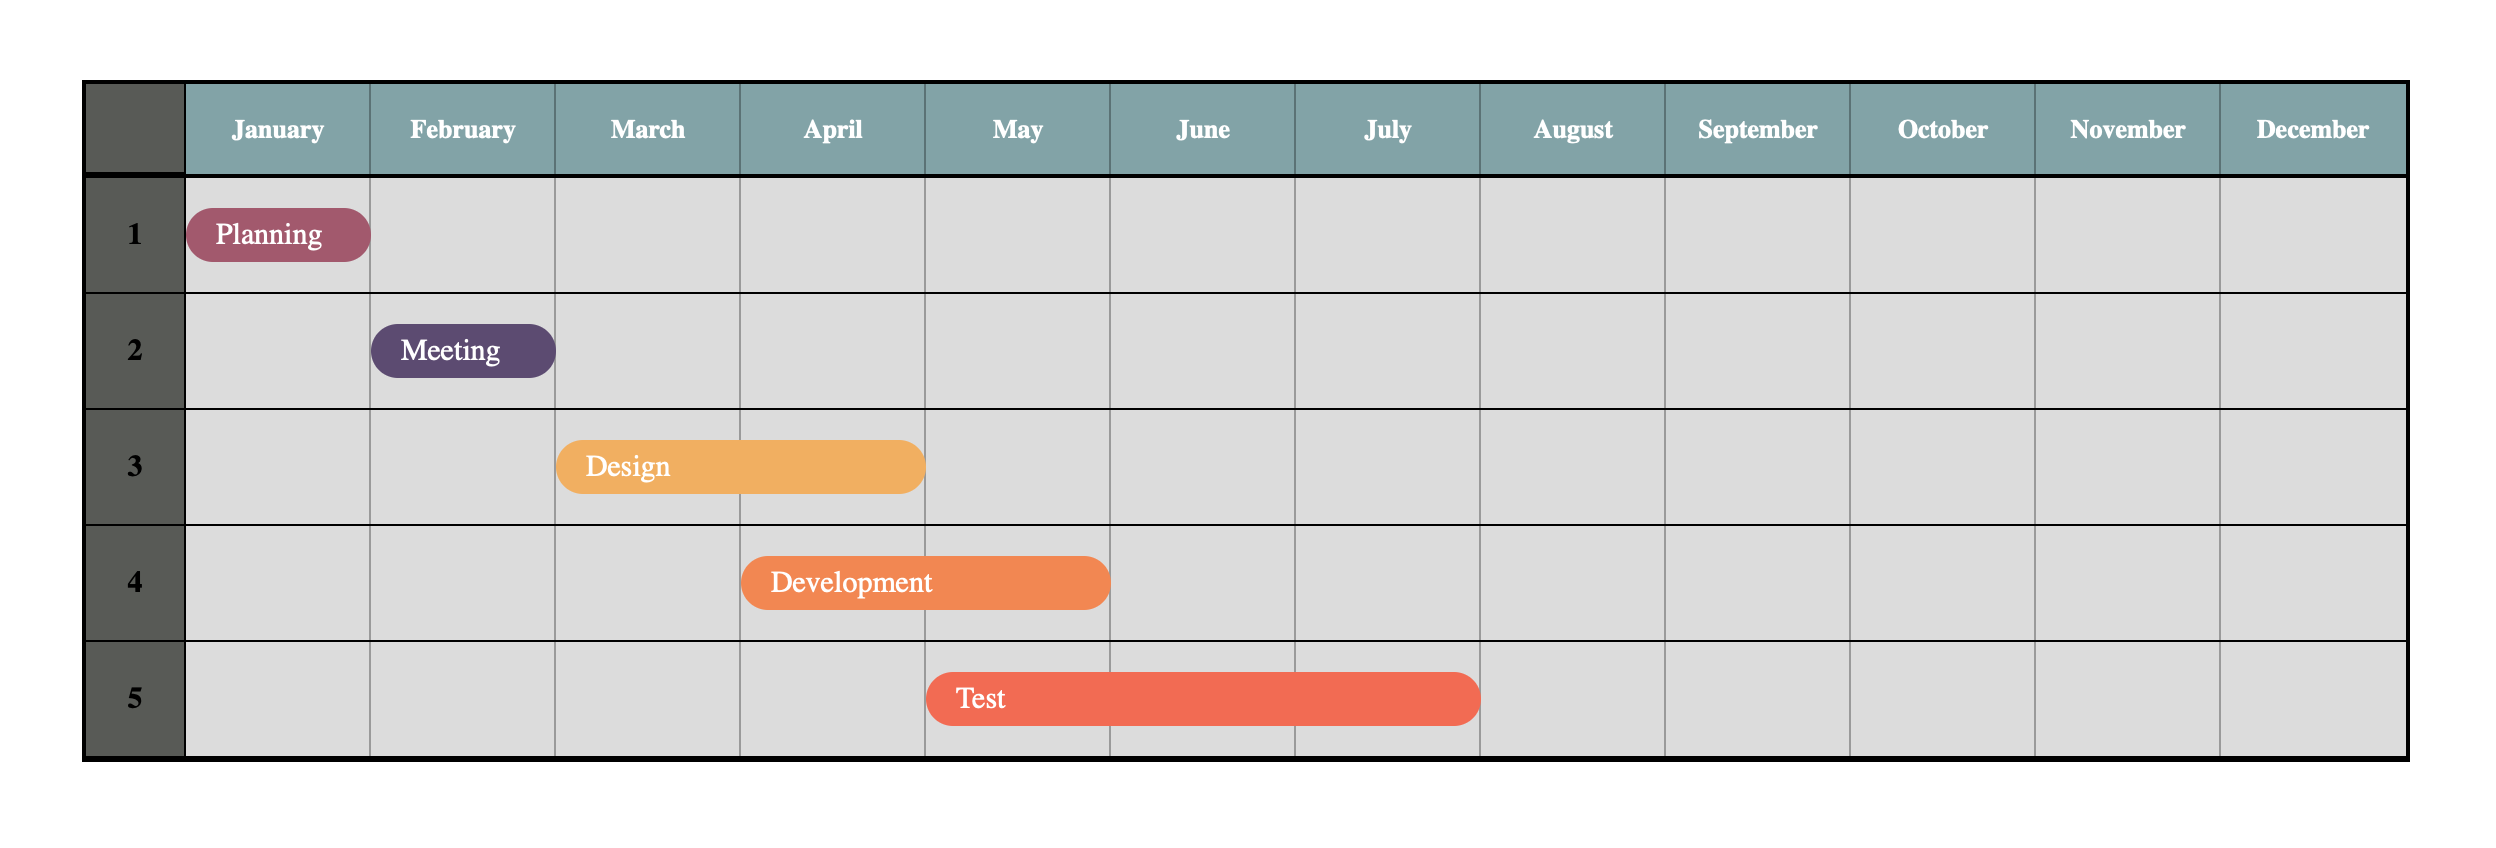 January February March April May June July August September October November December
1 Planning
2 Meeting
3 Design
4 Development
5 Test